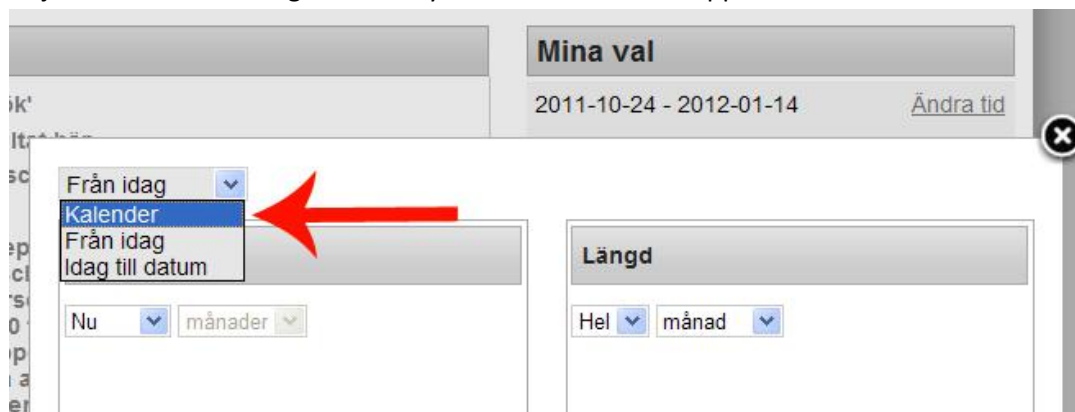 Mina val
2011-10-24 - 2012-01-14 Ändra tid
Från idag
Kalender
Från idag
Idag till datum
Längd
Nu månader
Hel månad